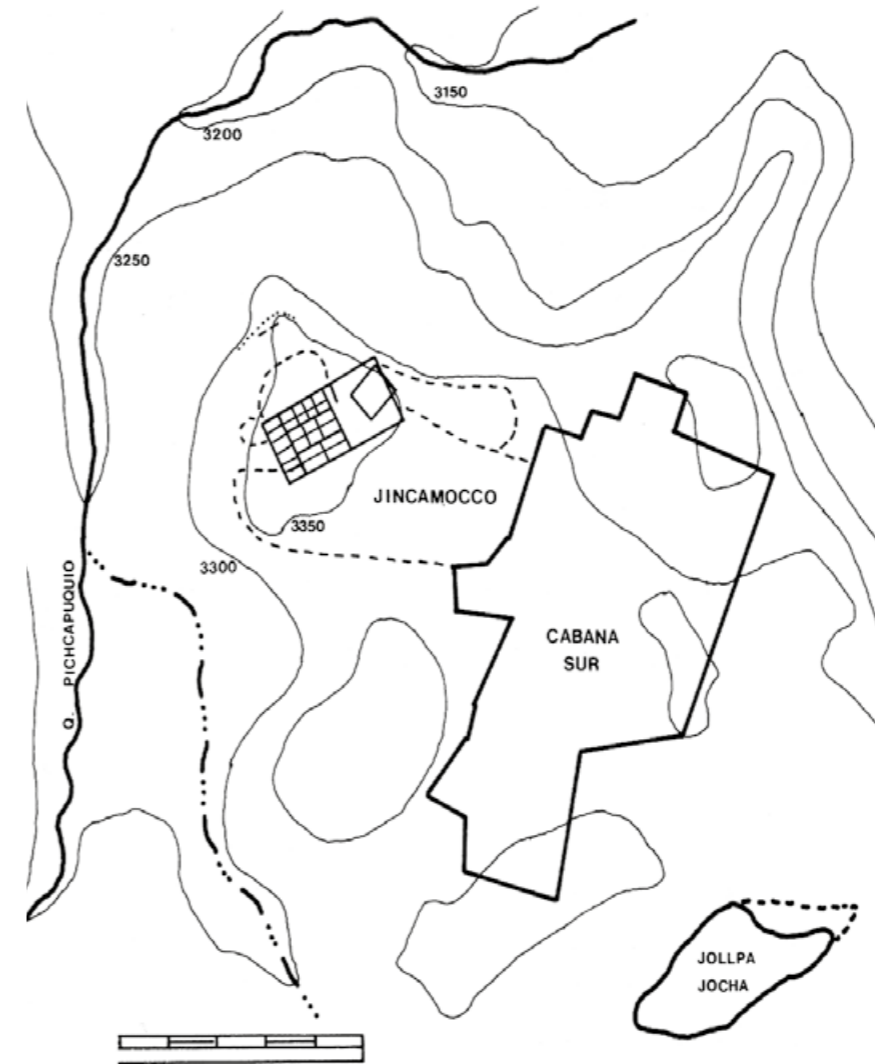 3150
3200
3250
JINCAMOCCO
3350
3300
Q. PICHCAPUQUIO
CABANA
SUR
JOLLPA
JOCHA